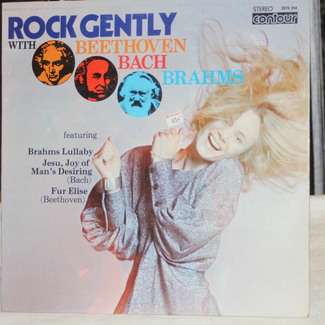 ROCK GENTLY
WITH BEETHOVEN
BACH
BRAHMS
STEREO
contour
featuring
Brahms Lullaby
Jesu, Joy of
Man's Desiring
(Bach)
Fur Elise
(Beethoven)